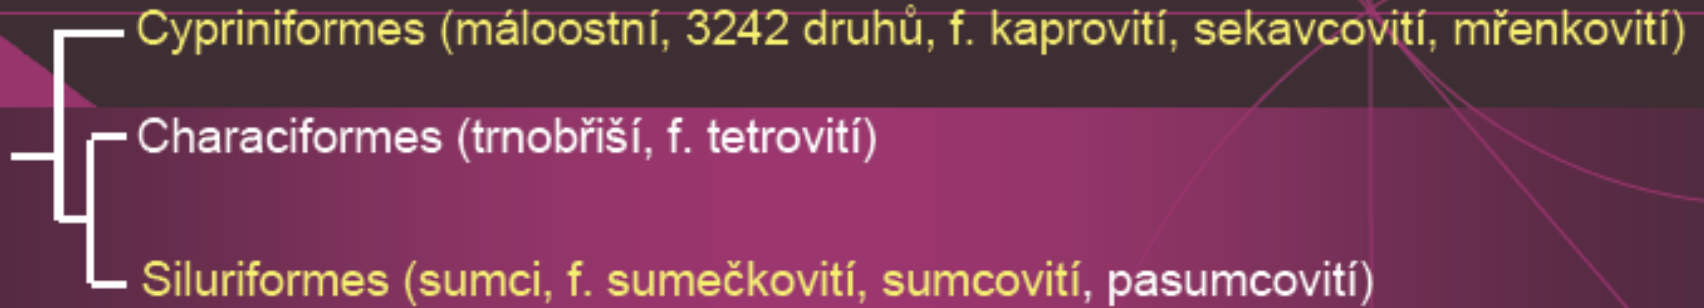 Cypriniformes (máloostní, 3242 druhů, f. kaprovití, sekavcovití, mřenkovití)
Characiformes (trnobřiší, f. tetrovití)
Siluriformes (sumci, f. sumečkovití, sumcovití, pasumcovití)